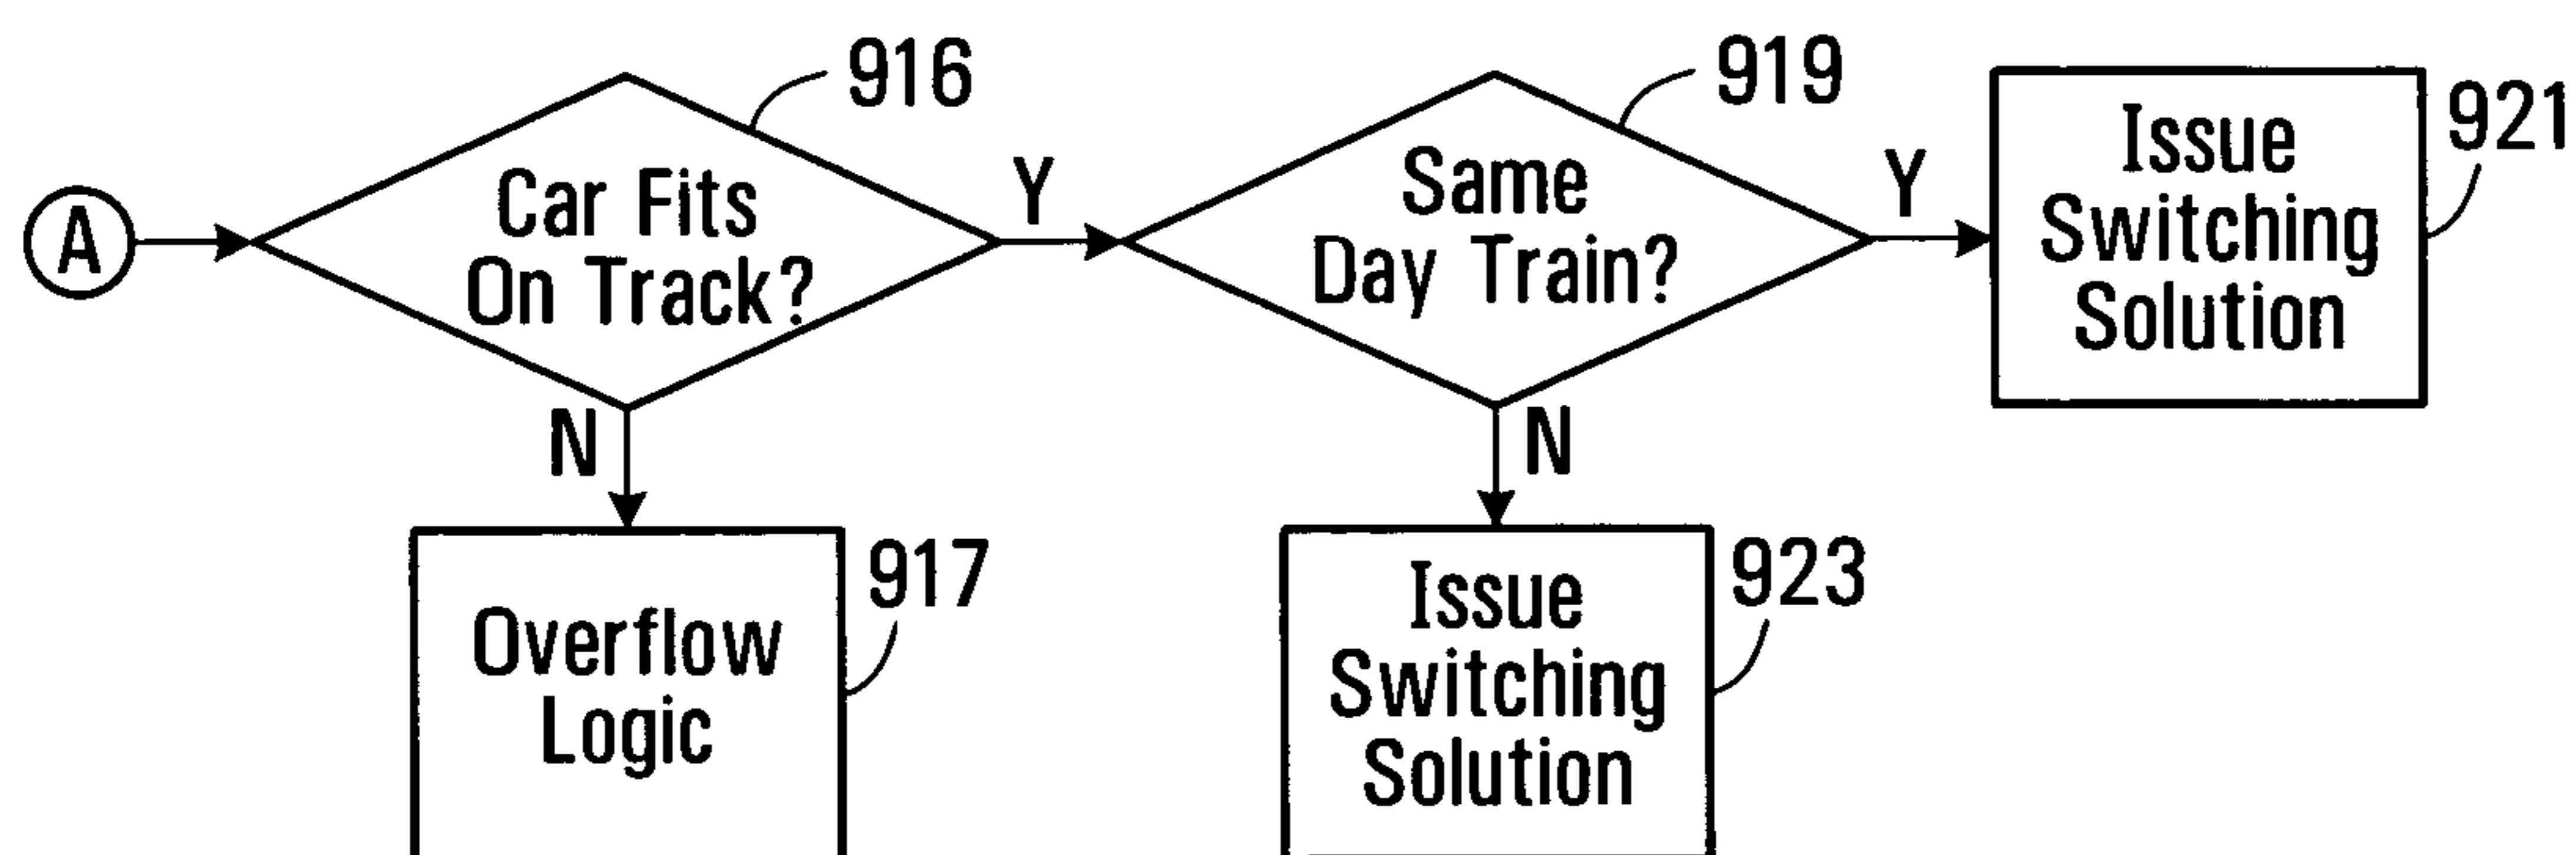 A
916
Car Fits
On Track?
Y
N
919
Same
Day Train?
Y
N
921
Issue
Switching
Solution
917
Overflow
Logic
923
Issue
Switching
Solution